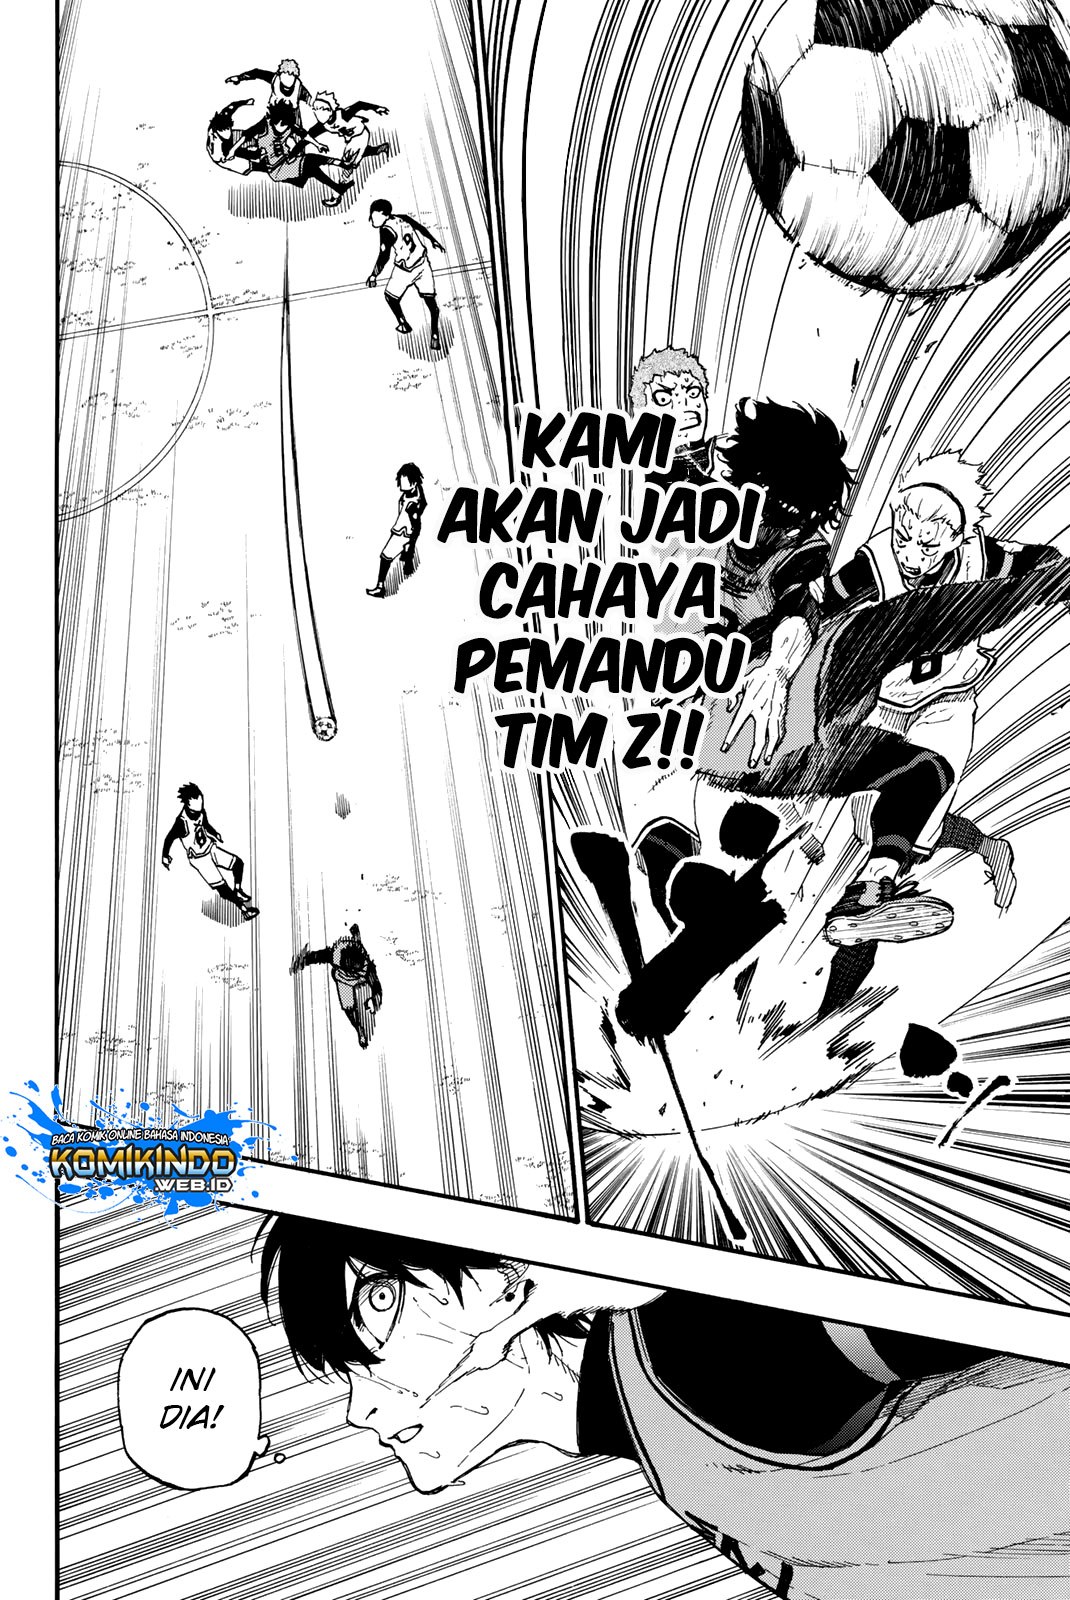 KAMI
AKAN JADI
CAHAYA
PEMANDU
TIM Z!!
BACA KOMIK ONLINE BAHASA INDONESIA
KOMIKINDO
WEB.ID
INI
DIA!